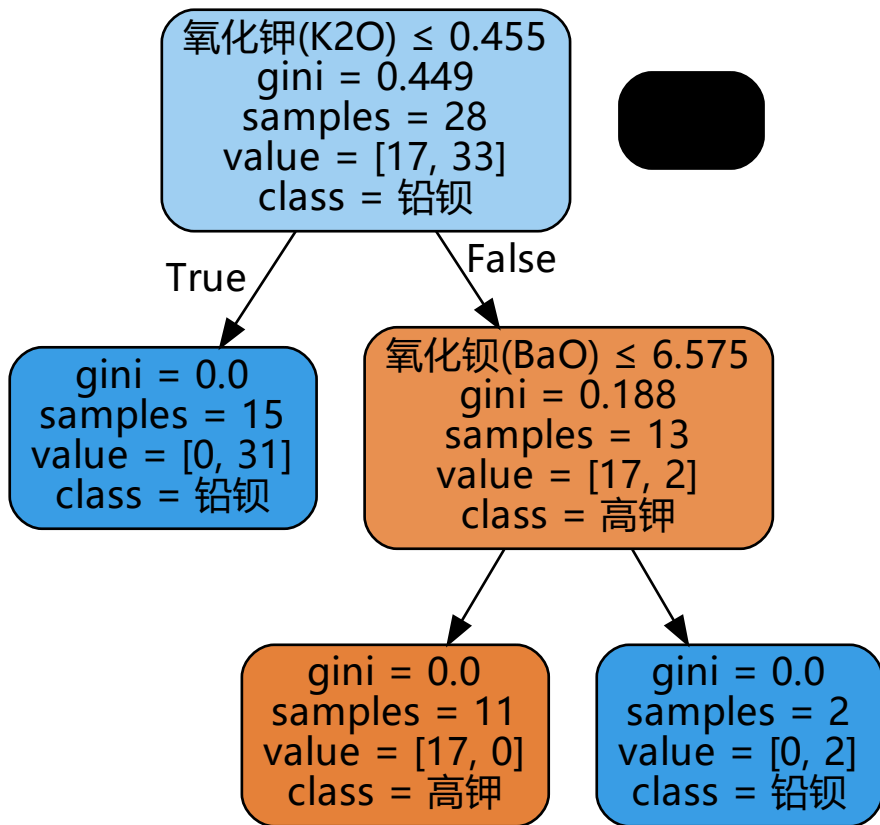 氧化钾(K2O) ≤ 0.455
gini = 0.449
samples = 28
value = [17, 33]
class = 铅钡
True
False
gini = 0.0
samples = 15
value = [0, 31]
class = 铅钡
氧化钡(BaO) ≤ 6.575
gini = 0.188
samples = 13
value = [17, 2]
class = 高钾
gini = 0.0
samples = 11
value = [17, 0]
class = 高钾
gini = 0.0
samples = 2
value = [0, 2]
class = 铅钡